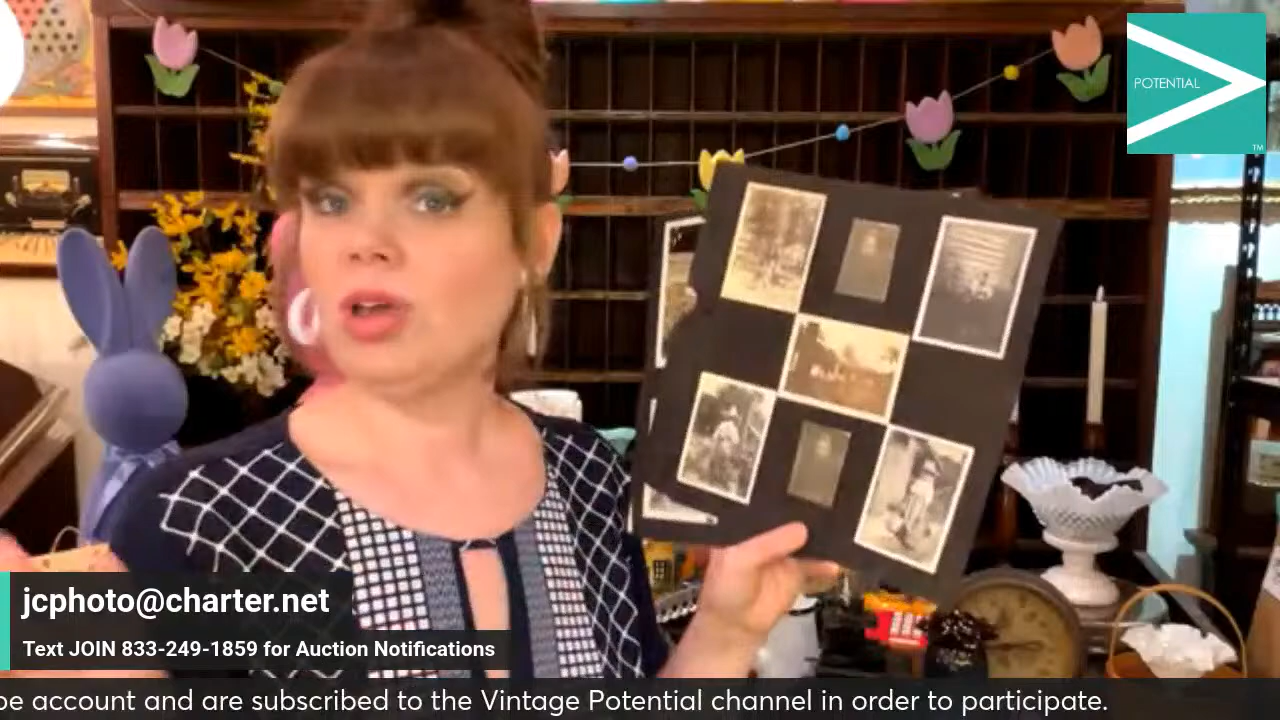 POTENTIAL
TM
jcphoto@charter.net
Text JOIN 833-249-1859 for Auction Notifications
be account and are subscribed to the Vintage Potential channel in order to participate.